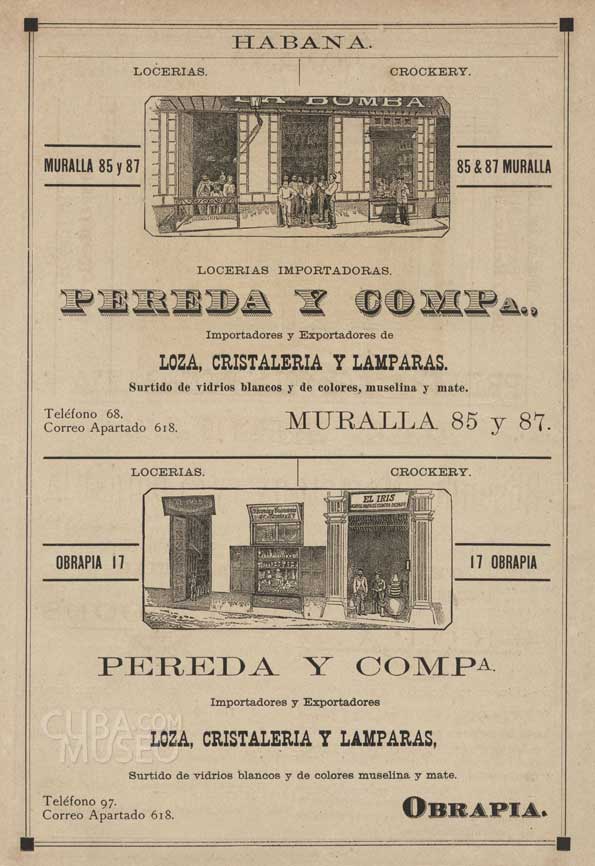 HABANA.
LOCERIAS. CROCKERY.
LA BOMBA
MURALLA 85 y 87
85 & 87 MURALLA
LOCERIAS IMPORTADORAS.
PEREDA Y COMPa.,
Importadores y Exportadores de
LOZA, CRISTALERIA Y LAMPARAS.
Surtido de vidrios blancos y de colores, muselina y mate.
Teléfono 68.
Correo Apartado 618.
MURALLA 85 y 87.
LOCERIAS. CROCKERY.
EL IRIS
OBRAPIA 17
17 OBRAPIA
PEREDA Y COMPA.
Importadores y Exportadores
LOZA, CRISTALERIA Y LAMPARAS,
Surtido de vidrios blancos y de colores muselina y mate.
Teléfono 97.
Correo Apartado 618.
OBRAPIA.
CUBA.COM
MUSEO